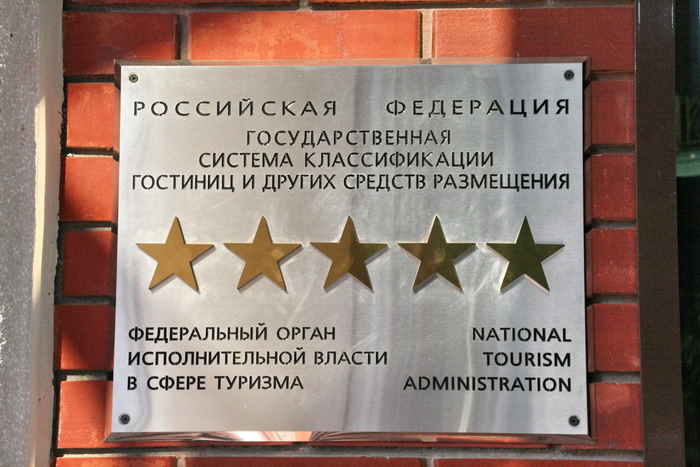 РОССИЙСКАЯ ФЕДЕРАЦИЯ
ГОСУДАРСТВЕННАЯ
СИСТЕМА КЛАССИФИКАЦИИ
ГОСТИНИЦ И ДРУГИХ СРЕДСТВ РАЗМЕЩЕНИЯ
ФЕДЕРАЛЬНЫЙ ОРГАН
ИСПОЛНИТЕЛЬНОЙ ВЛАСТИ
В СФЕРЕ ТУРИЗМА
NATIONAL
TOURISM
ADMINISTRATION